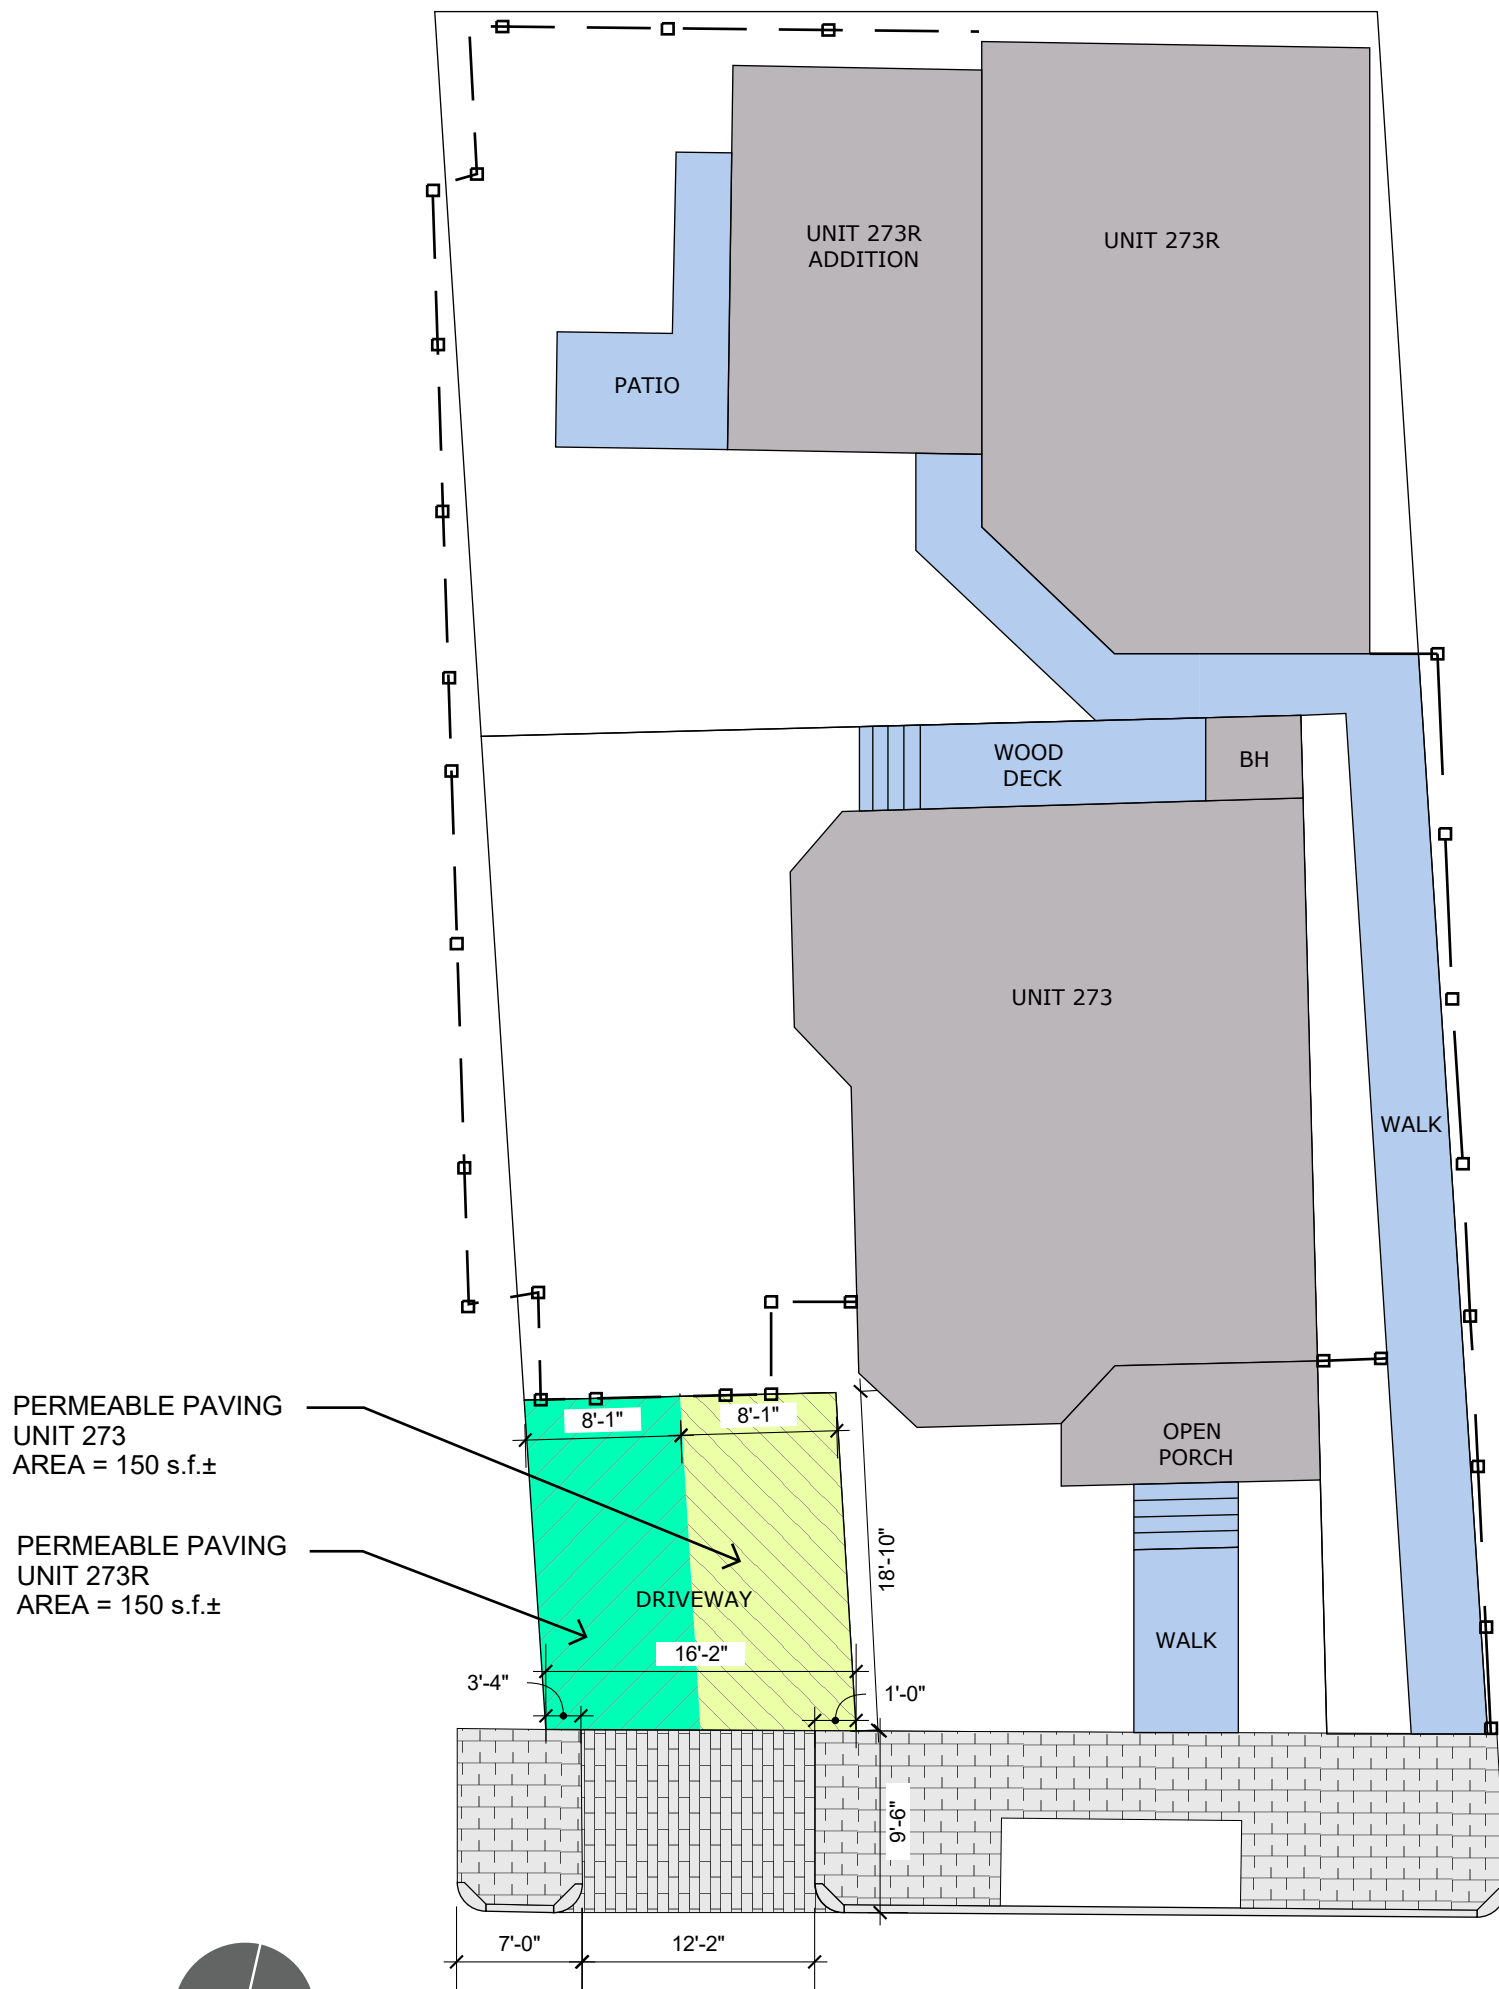 UNIT 273R
ADDITION
UNIT 273R
PATIO
WOOD
DECK
BH
UNIT 273
WALK
PERMEABLE PAVING
UNIT 273
AREA = 150 s.f.±
8'-1"
8'-1"
OPEN
PORCH
PERMEABLE PAVING
UNIT 273R
AREA = 150 s.f.±
18'-10"
DRIVEWAY
16'-2"
WALK
3'-4"
1'-0"
9'-6"
7'-0"
12'-2"